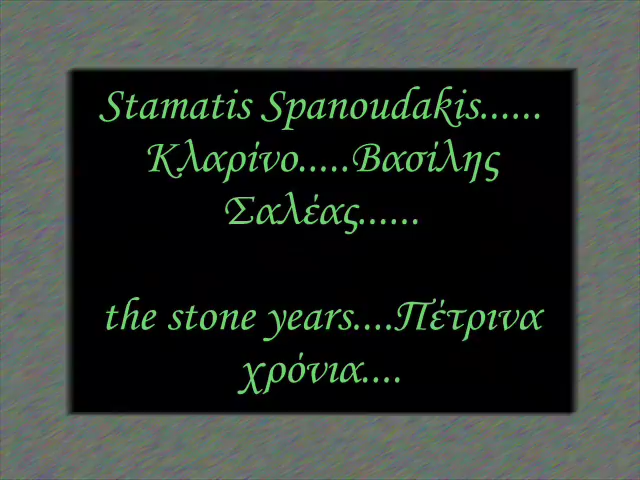 Stamatis Spanoudakis......
Κλαρίνο.....Βασίλης
Σαλέας......
the stone years....Πέτρινα
χρόνια....